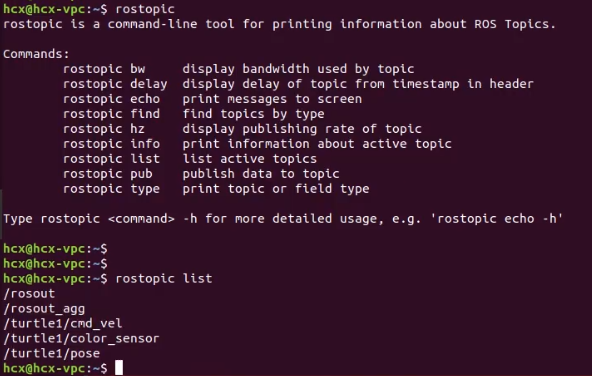 hcx@hcx-vpc:~$ rostopic
rostopic is a command-line tool for printing information about ROS Topics.
Commands:
rostopic bw display bandwidth used by topic
rostopic delay display delay of topic from timestamp in header
rostopic echo print messages to screen
rostopic find find topics by type
rostopic hz display publishing rate of topic
rostopic info print information about active topic
rostopic list list active topics
rostopic pub publish data to topic
rostopic type print topic or field type
Type rostopic <command> -h for more detailed usage, e.g. 'rostopic echo -h'
hcx@hcx-vpc:~$
hcx@hcx-vpc:~$
hcx@hcx-vpc:~$ rostopic list
/rosout
/rosout_agg
/turtle1/cmd_vel
/turtle1/color_sensor
/turtle1/pose
hcx@hcx-vpc:~$